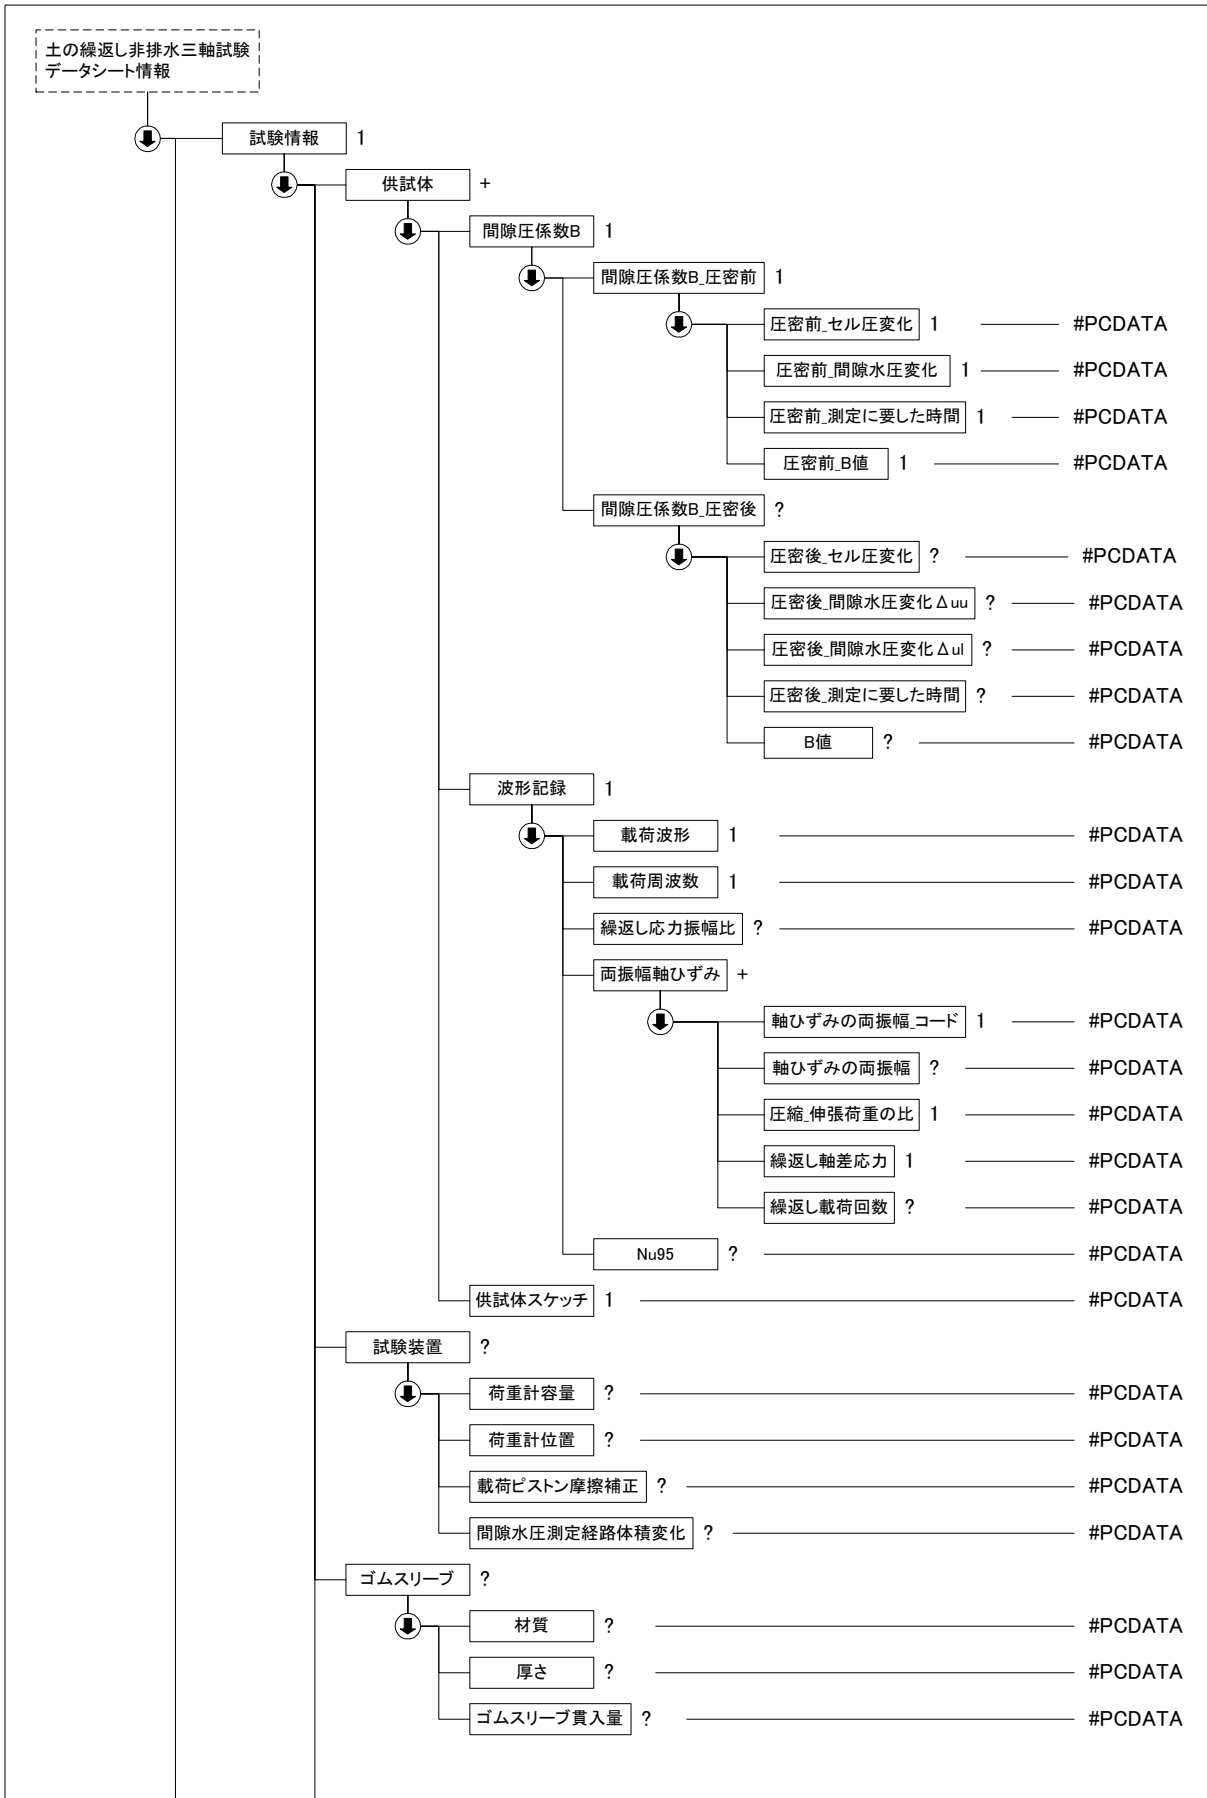 土の繰返し非排水三軸試験
データシート情報
試験情報 1
供試体 +
間隙圧係数B 1
間隙圧係数B_圧密前 1
圧密前_セル圧変化 1 #PCDATA
圧密前_間隙水圧変化 1 #PCDATA
圧密前_測定に要した時間 1 #PCDATA
圧密前_B値 1 #PCDATA
間隙圧係数B_圧密後 ?
圧密後_セル圧変化 ? #PCDATA
圧密後_間隙水圧変化Δuu ? #PCDATA
圧密後_間隙水圧変化Δul ? #PCDATA
圧密後_測定に要した時間 ? #PCDATA
B値 ? #PCDATA
波形記録 1
載荷波形 1 #PCDATA
載荷周波数 1 #PCDATA
繰返し応力振幅比 ? #PCDATA
両振幅軸ひずみ +
軸ひずみの両振幅_コード 1 #PCDATA
軸ひずみの両振幅 ? #PCDATA
圧縮_伸張荷重の比 1 #PCDATA
繰返し軸差応力 1 #PCDATA
繰返し載荷回数 ? #PCDATA
Nu95 ? #PCDATA
供試体スケッチ 1 #PCDATA
試験装置 ?
荷重計容量 ? #PCDATA
荷重計位置 ? #PCDATA
載荷ピストン摩擦補正 ? #PCDATA
間隙水圧測定経路体積変化 ? #PCDATA
ゴムスリーブ ?
材質 ? #PCDATA
厚さ ? #PCDATA
ゴムスリーブ貫入量 ? #PCDATA